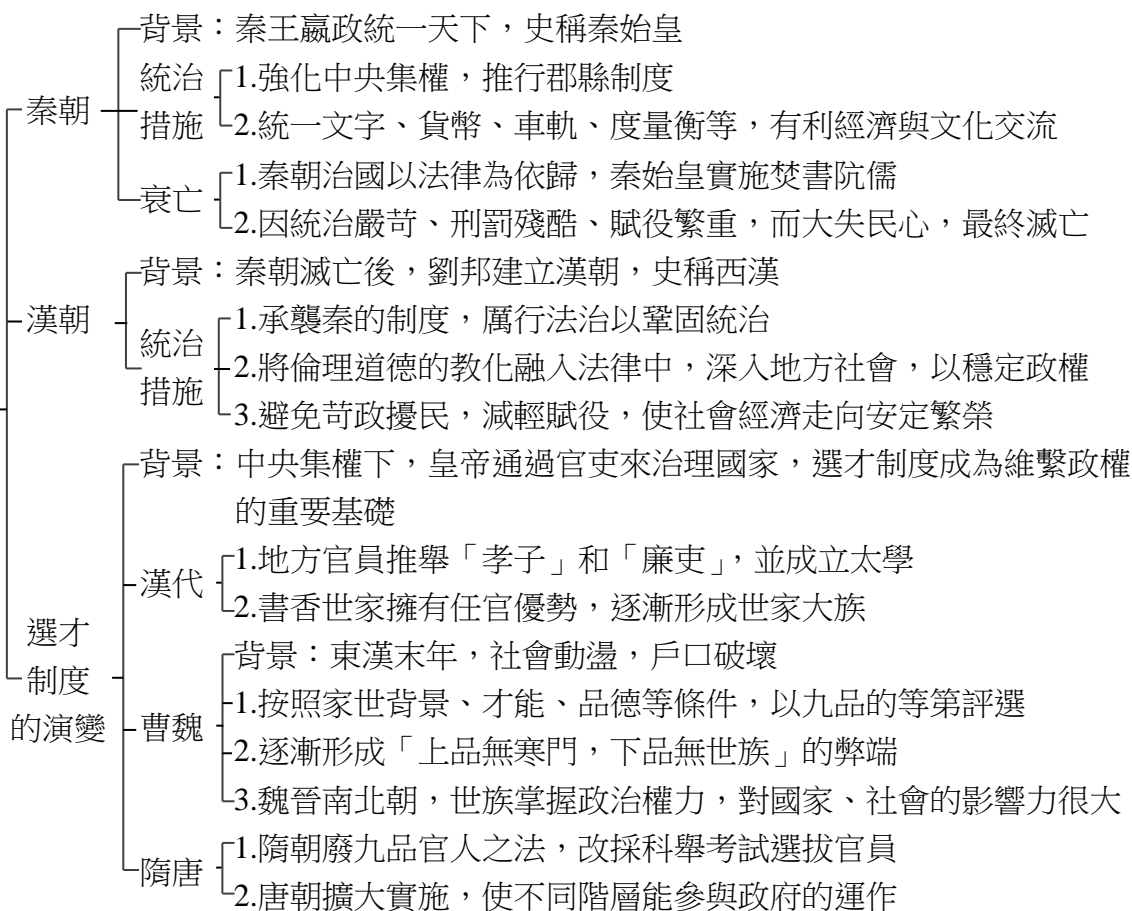 背景：秦王嬴政統一天下，史稱秦始皇
秦朝
統治
措施
1.強化中央集權，推行郡縣制度
2.統一文字、貨幣、車軌、度量衡等，有利經濟與文化交流
衰亡
1.秦朝治國以法律為依歸，秦始皇實施焚書阬儒
2.因統治嚴苛、刑罰殘酷、賦役繁重，而大失民心，最終滅亡
背景：秦朝滅亡後，劉邦建立漢朝，史稱西漢
漢朝
統治
措施
1.承襲秦的制度，厲行法治以鞏固統治
2.將倫理道德的教化融入法律中，深入地方社會，以穩定政權
3.避免苛政擾民，減輕賦役，使社會經濟走向安定繁榮
選才
制度
的演變
背景：中央集權下，皇帝通過官吏來治理國家，選才制度成為維繫政權
的重要基礎
漢代
1.地方官員推舉「孝子」和「廉吏」，並成立太學
2.書香世家擁有任官優勢，逐漸形成世家大族
曹魏
背景：東漢末年，社會動盪，戶口破壞
1.按照家世背景、才能、品德等條件，以九品的等第評選
2.逐漸形成「上品無寒門，下品無世族」的弊端
3.魏晉南北朝，世族掌握政治權力，對國家、社會的影響力很大
隋唐
1.隋朝廢九品官人之法，改採科舉考試選拔官員
2.唐朝擴大實施，使不同階層能參與政府的運作